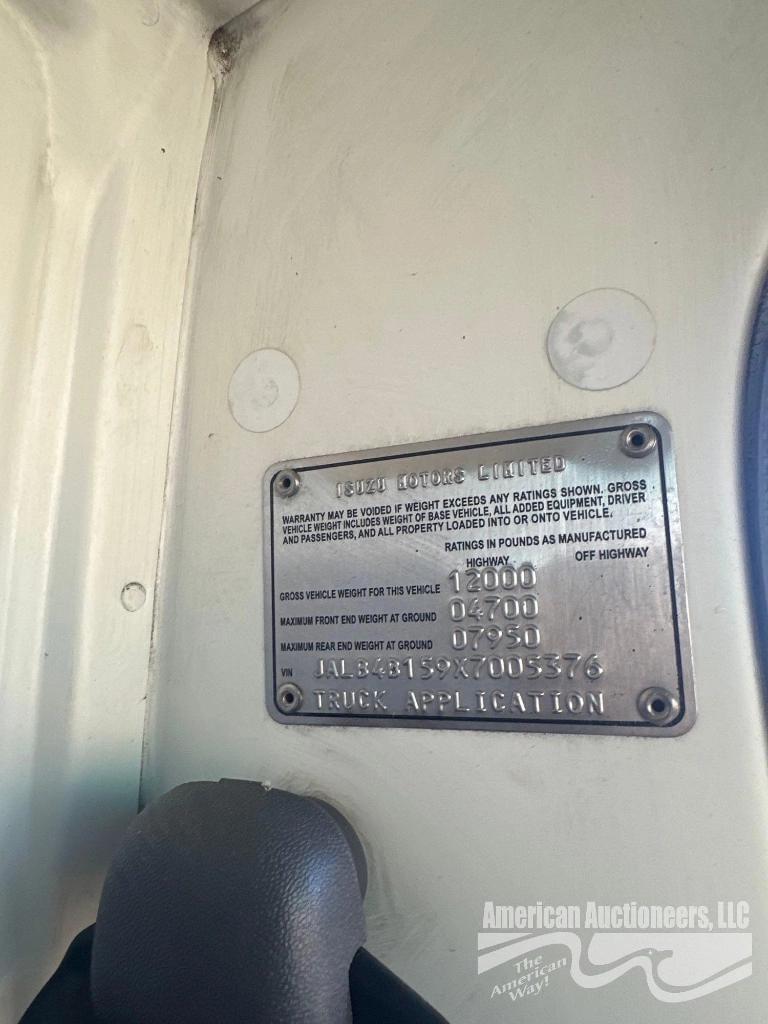 ISUZU MOTORS LIMITED
WARRANTY MAY BE VOIDED IF WEIGHT EXCEEDS ANY RATINGS SHOWN. GROSS
VEHICLE WEIGHT INCLUDES WEIGHT OF BASE VEHICLE, ALL ADDED EQUIPMENT, DRIVER
AND PASSENGERS, AND ALL PROPERTY LOADED INTO OR ONTO VEHICLE.
RATINGS IN POUNDS AS MANUFACTURED
HIGHWAY OFF HIGHWAY
GROSS VEHICLE WEIGHT FOR THIS VEHICLE 12000
MAXIMUM FRONT END WEIGHT AT GROUND 04700
MAXIMUM REAR END WEIGHT AT GROUND 07950
VIN JALB4B159X7005376
TRUCK APPLICATION
American Auctioneers, LLC
The
American
Way!